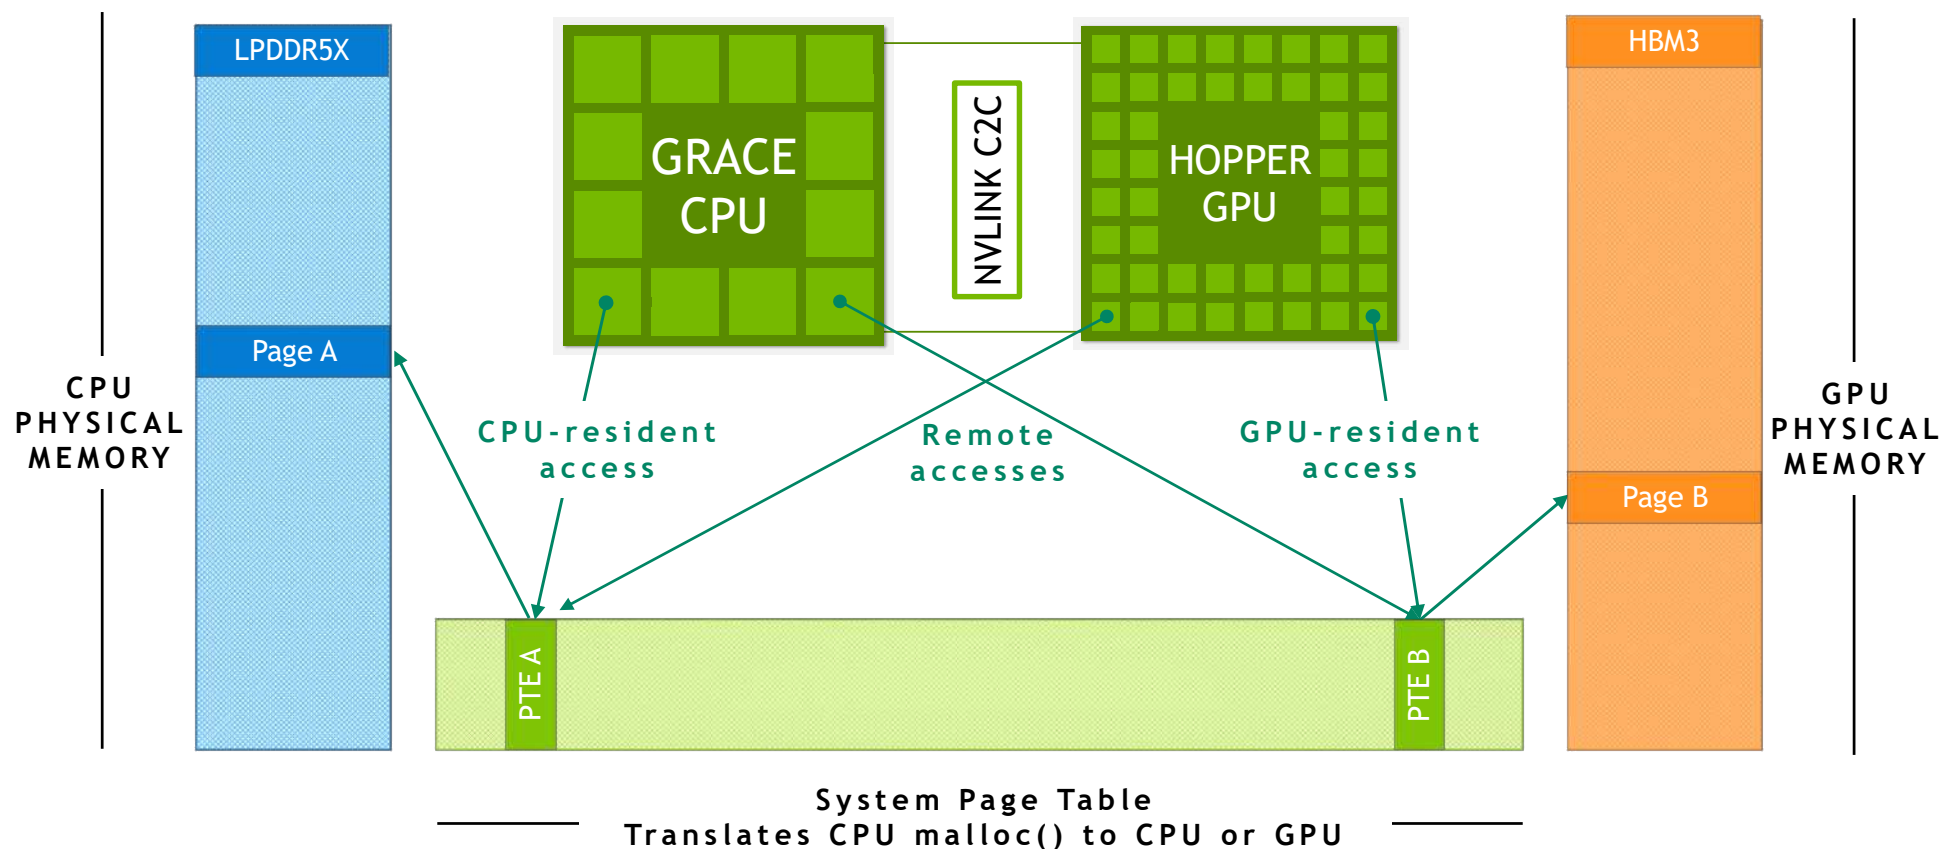 LPDDR5X
GRACE
CPU
NVLINK C2C
HOPPER
GPU
HBM3
Page A
CPU
PHYSICAL
MEMORY
CPU-resident
access
Remote
accesses
GPU-resident
access
GPU
PHYSICAL
MEMORY
Page B
PTE A
PTE B
System Page Table
Translates CPU malloc() to CPU or GPU